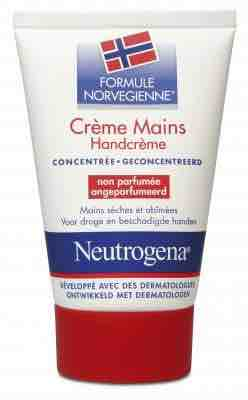 FORMULE
NORVEGIENNE®
Crème Mains
Handcrème
CONCENTRÉE-GECONCENTREERD
non parfumée
ongeparfumeerd
Mains sèches et abîmées
Voor droge en beschadigde handen
Neutrogena®
DÉVELOPPÉ AVEC DES DERMATOLOGUES
ONTWIKKELD MET DERMATOLOGEN